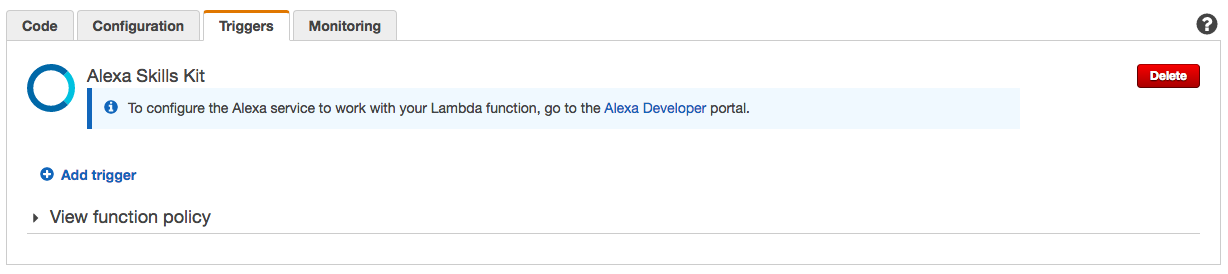 Code Configuration Triggers Monitoring ?
Alexa Skills Kit Delete
i To configure the Alexa service to work with your Lambda function, go to the Alexa Developer portal.
Add trigger
View function policy